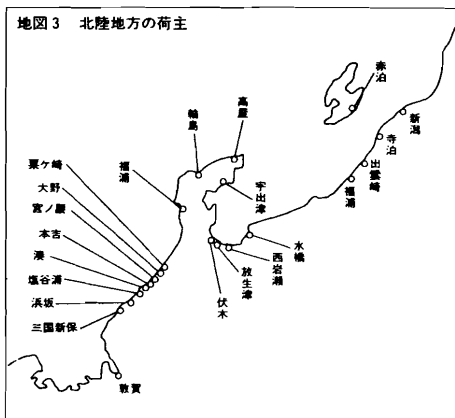 地図3 北陸地方の荷主
赤泊
新潟
寺泊
出雲崎
福浦
高屋
輪島
宇出津
福浦
粟ケ崎
大野
宮ノ腰
本吉
湊
塩谷浦
浜坂
三国新保
敦賀
伏木
放生津
西岩瀬
水橋